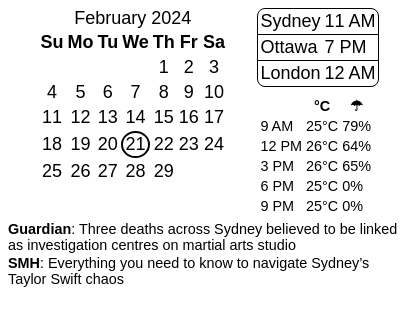 February 2024
Su Mo Tu We Th Fr Sa
1 2 3
4 5 6 7 8 9 10
11 12 13 14 15 16 17
18 19 20 21 22 23 24
25 26 27 28 29
Sydney 11 AM
Ottawa 7 PM
London 12 AM
°C ☂
9 AM 25°C 79%
12 PM 26°C 64%
3 PM 26°C 65%
6 PM 25°C 0%
9 PM 25°C 0%
Guardian: Three deaths across Sydney believed to be linked
as investigation centres on martial arts studio
SMH: Everything you need to know to navigate Sydney’s
Taylor Swift chaos